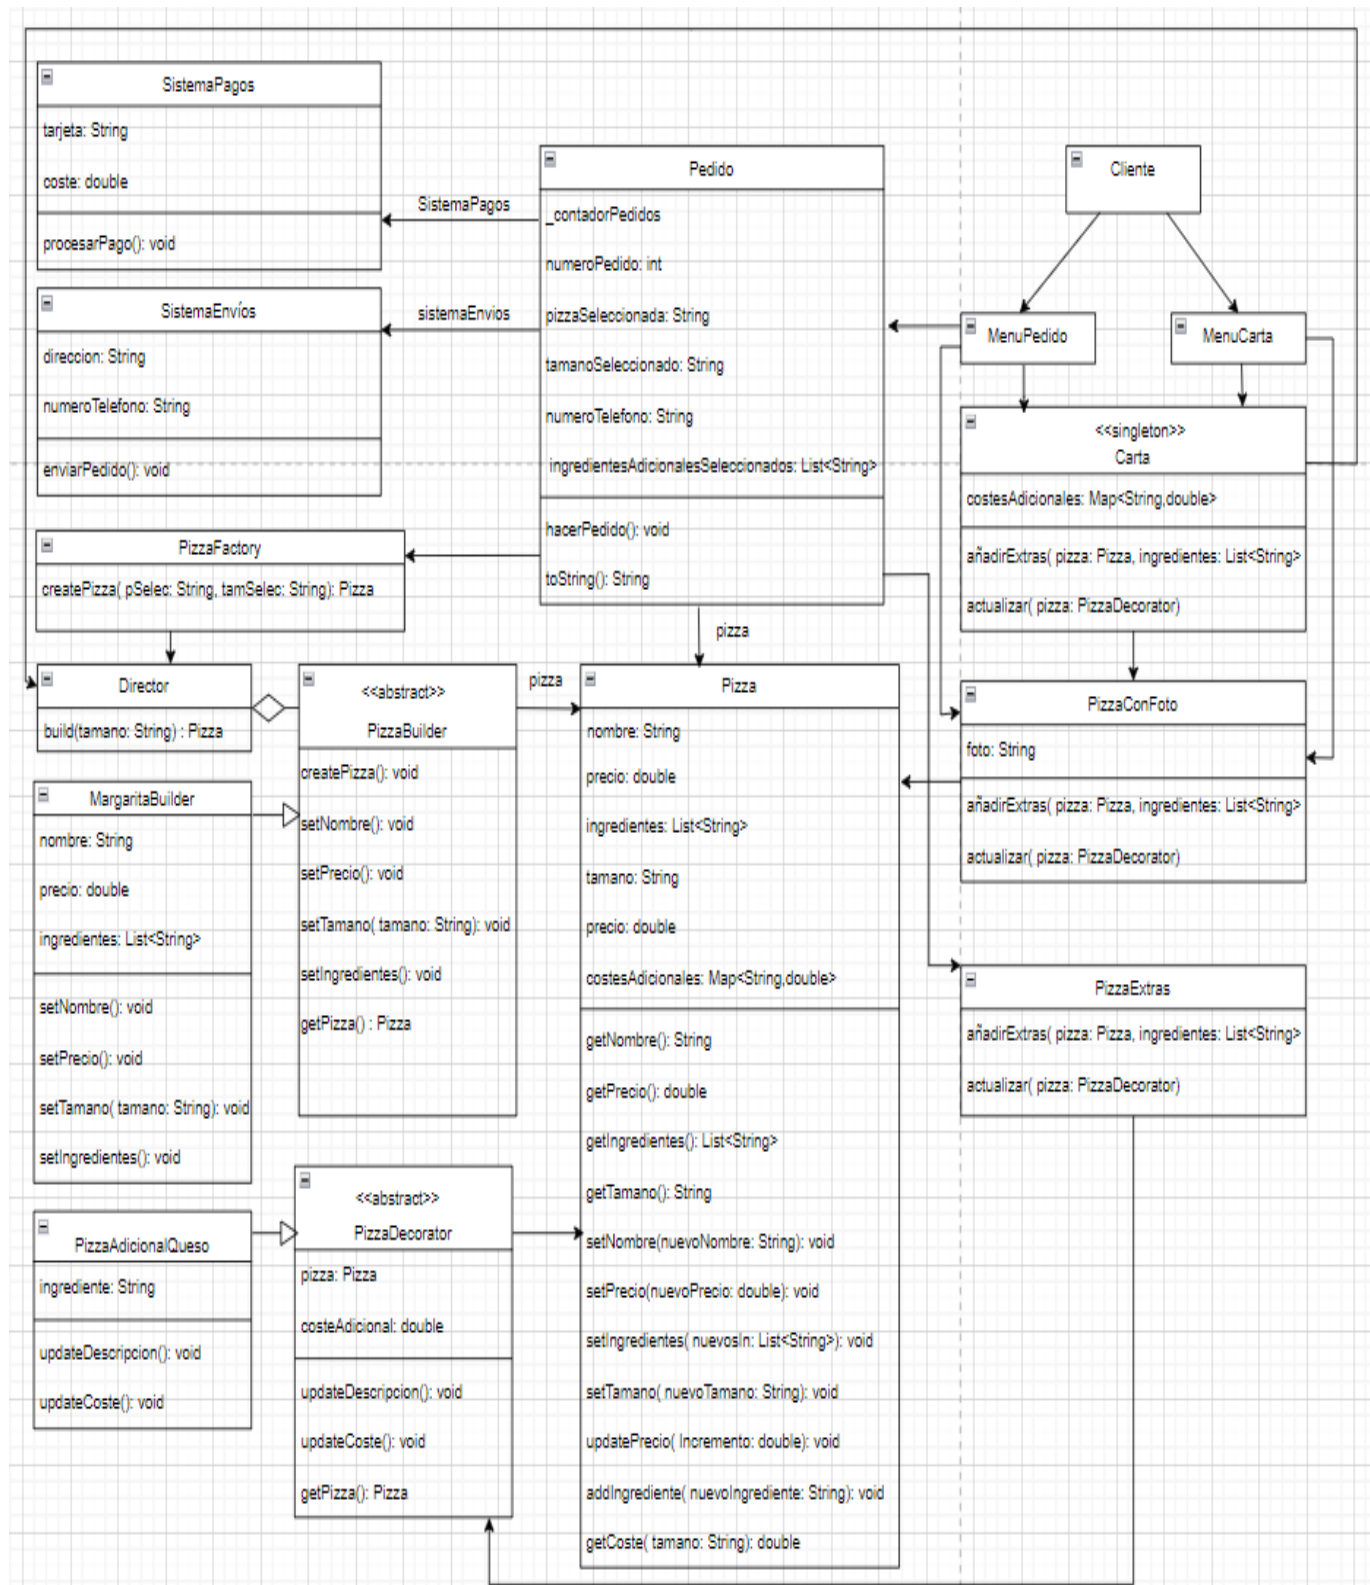 SistemaPagos
tarjeta: String
coste: double
procesarPago(): void
SistemaPagos
SistemaEnvíos
direccion: String
numeroTelefono: String
enviarPedido(): void
sistemaEnvios
Pedido
_contadorPedidos
numeroPedido: int
pizzaSeleccionada: String
tamanoSeleccionado: String
numeroTelefono: String
ingredientesAdicionalesSeleccionados: List<String>
hacerPedido(): void
toString(): String
pizza
Cliente
MenuPedido
MenuCarta
<<singleton>>
Carta
costesAdicionales: Map<String,double>
añadirExtras( pizza: Pizza, ingredientes: List<String>
actualizar( pizza: PizzaDecorator)
PizzaFactory
createPizza( pSelec: String, tamSelec: String): Pizza
Director
build(tamano: String) : Pizza
<<abstract>>
PizzaBuilder
createPizza(): void
setNombre(): void
setPrecio(): void
setTamano( tamano: String): void
setIngredientes(): void
getPizza() : Pizza
pizza
Pizza
nombre: String
precio: double
ingredientes: List<String>
tamano: String
precio: double
costesAdicionales: Map<String,double>
getNombre(): String
getPrecio(): double
getIngredientes(): List<String>
getTamano(): String
setNombre(nuevoNombre: String): void
setPrecio(nuevoPrecio: double): void
setIngredientes( nuevosIn: List<String>): void
setTamano( nuevoTamano: String): void
updatePrecio( Incremento: double): void
addIngrediente( nuevoIngrediente: String): void
getCoste( tamano: String): double
PizzaConFoto
foto: String
añadirExtras( pizza: Pizza, ingredientes: List<String>
actualizar( pizza: PizzaDecorator)
PizzaExtras
añadirExtras( pizza: Pizza, ingredientes: List<String>
actualizar( pizza: PizzaDecorator)
MargaritaBuilder
nombre: String
precio: double
ingredientes: List<String>
setNombre(): void
setPrecio(): void
setTamano( tamano: String): void
setIngredientes(): void
PizzaAdicionalQueso
ingrediente: String
updateDescripcion(): void
updateCoste(): void
<<abstract>>
PizzaDecorator
pizza: Pizza
costeAdicional: double
updateDescripcion(): void
updateCoste(): void
getPizza(): Pizza